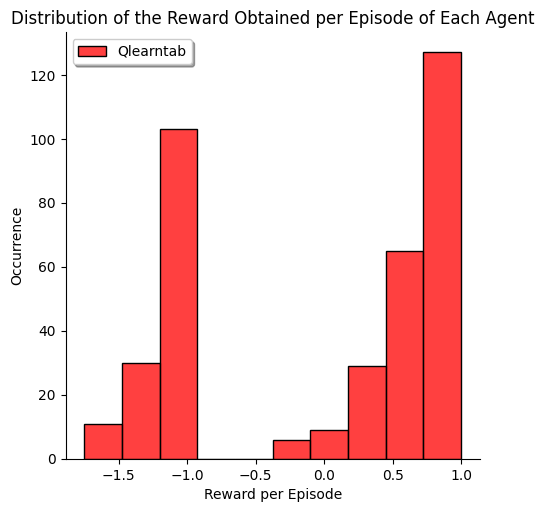 Distribution of the Reward Obtained per Episode of Each Agent
Qlearntab
Occurrence
120
100
80
60
40
20
0
−1.5 −1.0 −0.5 0.0 0.5 1.0
Reward per Episode